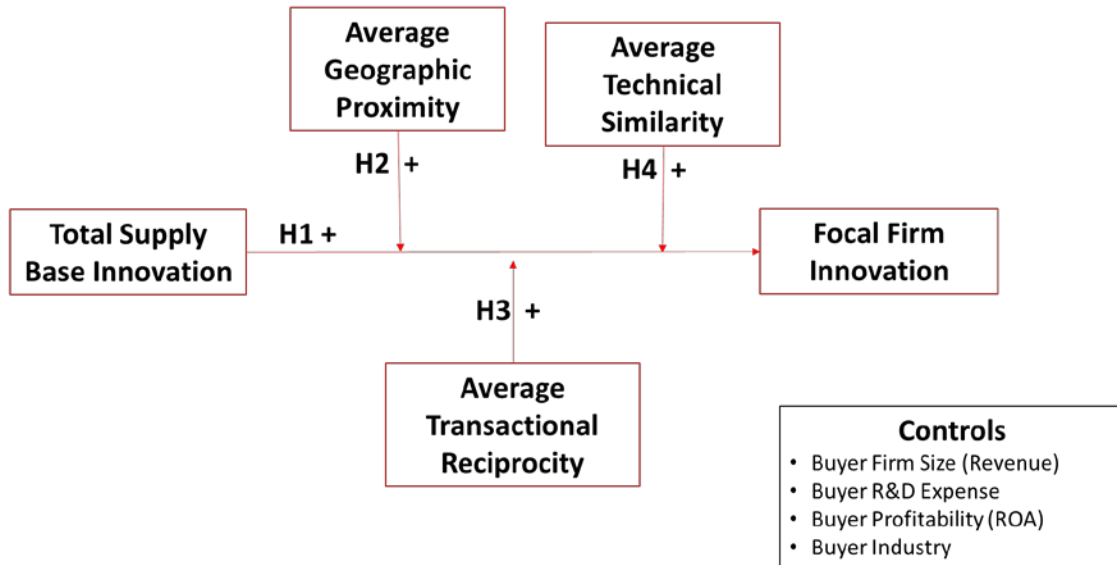 Average
Geographic
Proximity
Average
Technical
Similarity
H2 +
H4 +
Total Supply
Base Innovation
H1 +
Focal Firm
Innovation
H3 +
Average
Transactional
Reciprocity
Controls
• Buyer Firm Size (Revenue)
• Buyer R&D Expense
• Buyer Profitability (ROA)
• Buyer Industry